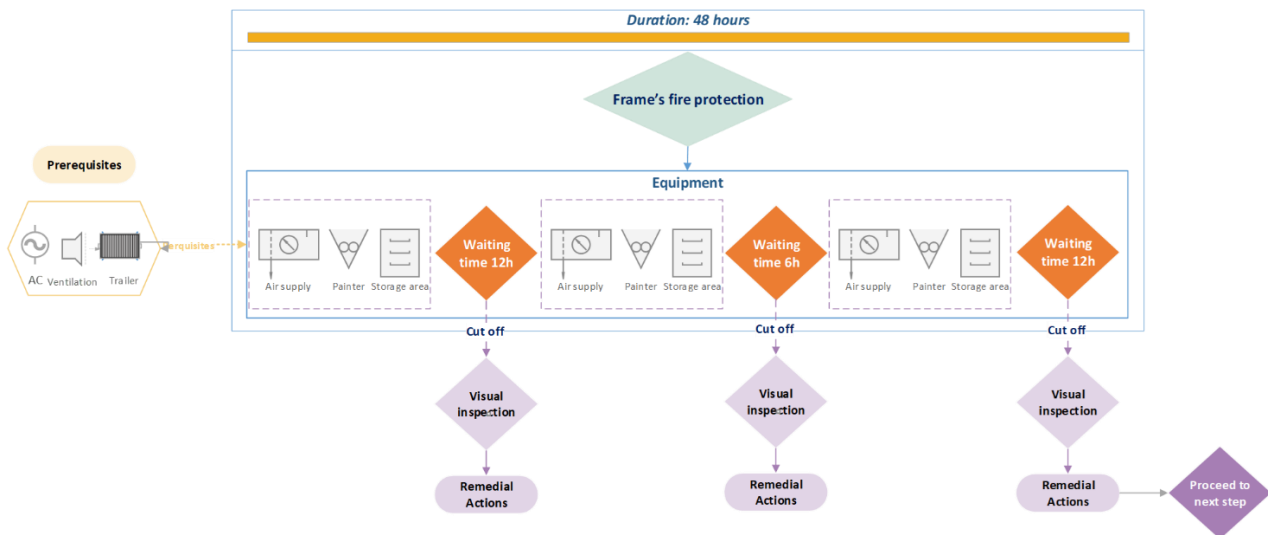 Duration: 48 hours
Frame's fire protection
Prerequisites
Equipment
AC
Ventilation
Trailer
erquisites
Air supply
Painter
Storage area
Waiting
time 12h
Air supply
Painter
Storage area
Waiting
time 6h
Air supply
Painter
Storage area
Waiting
time 12h
Cut off
Cut off
Cut off
Visual
inspection
Visual
inspection
Visual
inspection
Remedial
Actions
Remedial
Actions
Remedial
Actions
Proceed to
next step